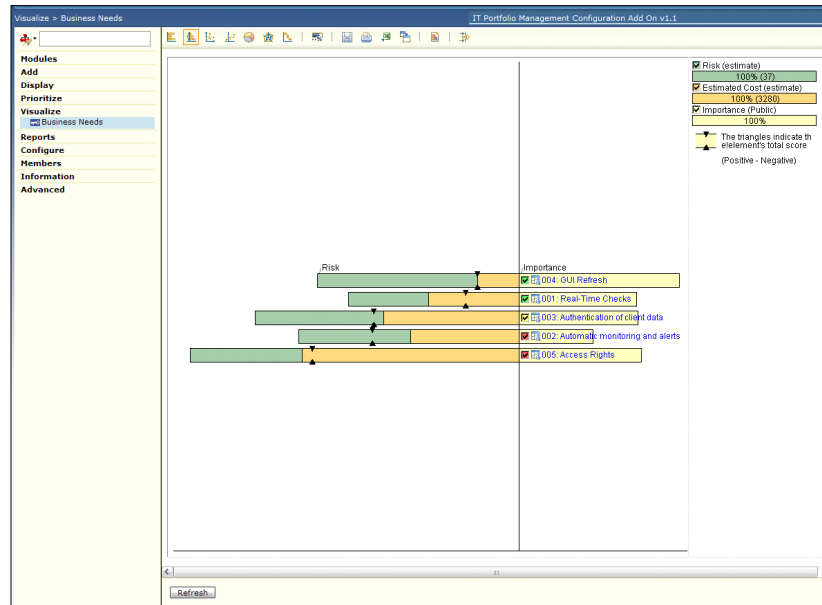 Visualize > Business Needs
IT Portfolio Management Configuration Add On v1.1
Modules
Add
Display
Prioritize
Visualize
Business Needs
Reports
Configure
Members
Information
Advanced
Risk (estimate)
100% (37)
Estimated Cost (estimate)
100% (3280)
Importance (Public)
100%
The triangles indicate th
elelement's total score
(Positive - Negative)
Risk
Importance
004: GUI Refresh
001: Real-Time Checks
003: Authentication of client data
002: Automatic monitoring and alerts
005: Access Rights
Refresh